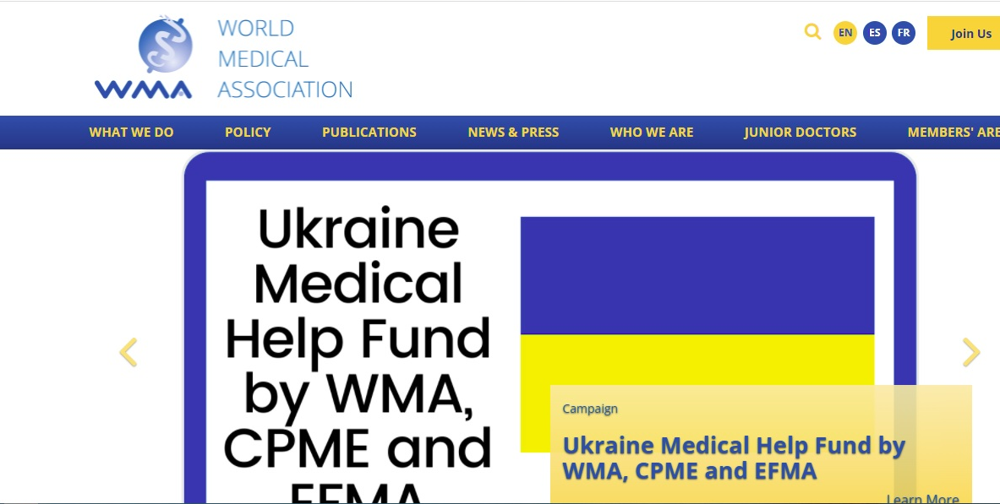 WORLD
MEDICAL
ASSOCIATION
WMA
EN ES FR Join Us
WHAT WE DO POLICY PUBLICATIONS NEWS & PRESS WHO WE ARE JUNIOR DOCTORS MEMBERS' ARE
Ukraine
Medical
Help Fund
by WMA,
CPME and
EFMA
Campaign
Ukraine Medical Help Fund by
WMA, CPME and EFMA
Learn More